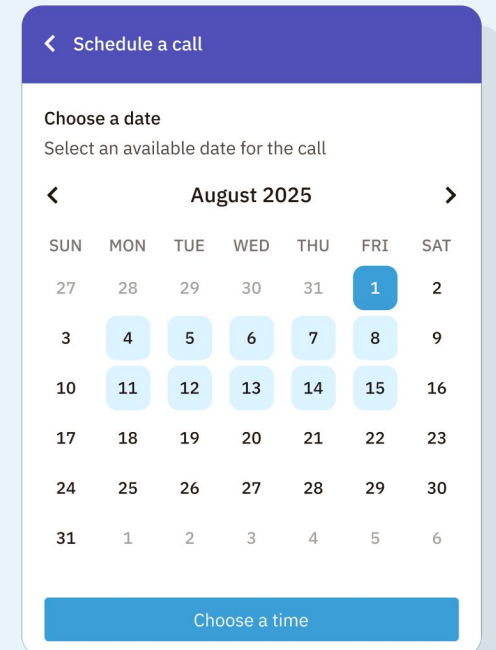 Schedule a call
Choose a date
Select an available date for the call
August 2025
SUN MON TUE WED THU FRI SAT
27 28 29 30 31 1 2
3 4 5 6 7 8 9
10 11 12 13 14 15 16
17 18 19 20 21 22 23
24 25 26 27 28 29 30
31 1 2 3 4 5 6
Choose a time